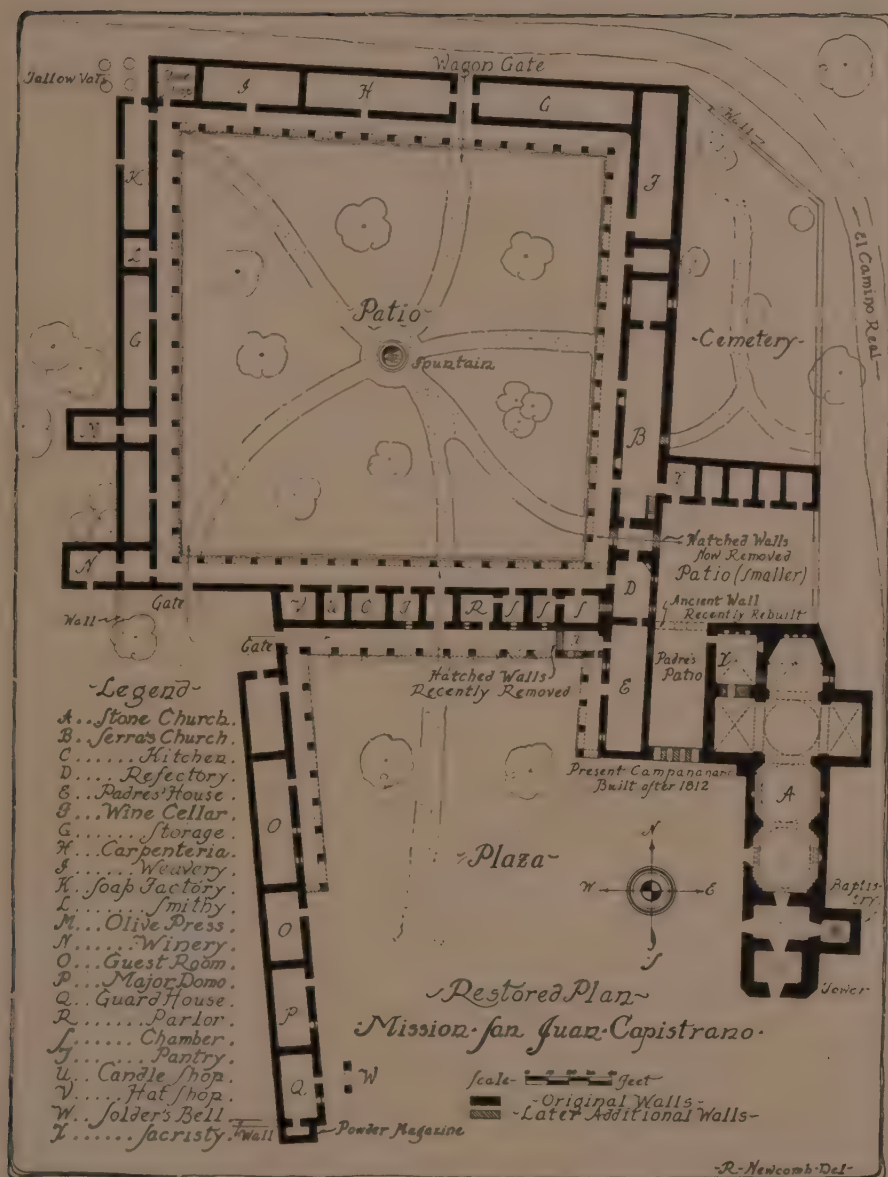 Wagon Gate
Tallow Vats
I
H
G
Wall
K
J
L
El Camino Real
Patio
Fountain
-Cemetery-
G
B
Hatched Walls
Now Removed
Patio (smaller)
N
D
Ancient Wall
Recently Rebuilt
Gate
Wall
C
R
S
S
S
Gate
Hatched Walls
Recently Removed
E
Padre's
Patio
Present Campanario
Built after 1812
A
-Legend-
A.. Stone Church.
B.. Serra's Church.
C...... Kitchen.
D.... Refectory.
E. Padres' House.
F... Wine Cellar.
G...... Storage.
H.. Carpenteria.
I...... Weavery.
K.. Soap Factory.
L...... Smithy.
M... Olive Press.
N...... Winery.
O... Guest Room.
P... Major Domo.
Q.. Guard House.
R...... Parlor.
S..... Chamber.
T..... Pantry.
U.. Candle Shop.
V.... Hat Shop.
W.. Solder's Bell
Y..... Sacristy.
O
O
P
Q
W
Wall
Powder Magazine
-Plaza-
N
W
E
S
Baptistery.
Tower
-Restored Plan-
-Mission·San Juan·Capistrano·
Scale- feet
-Original Walls-
-Later Additional Walls-
-R-Newcomb-Del-